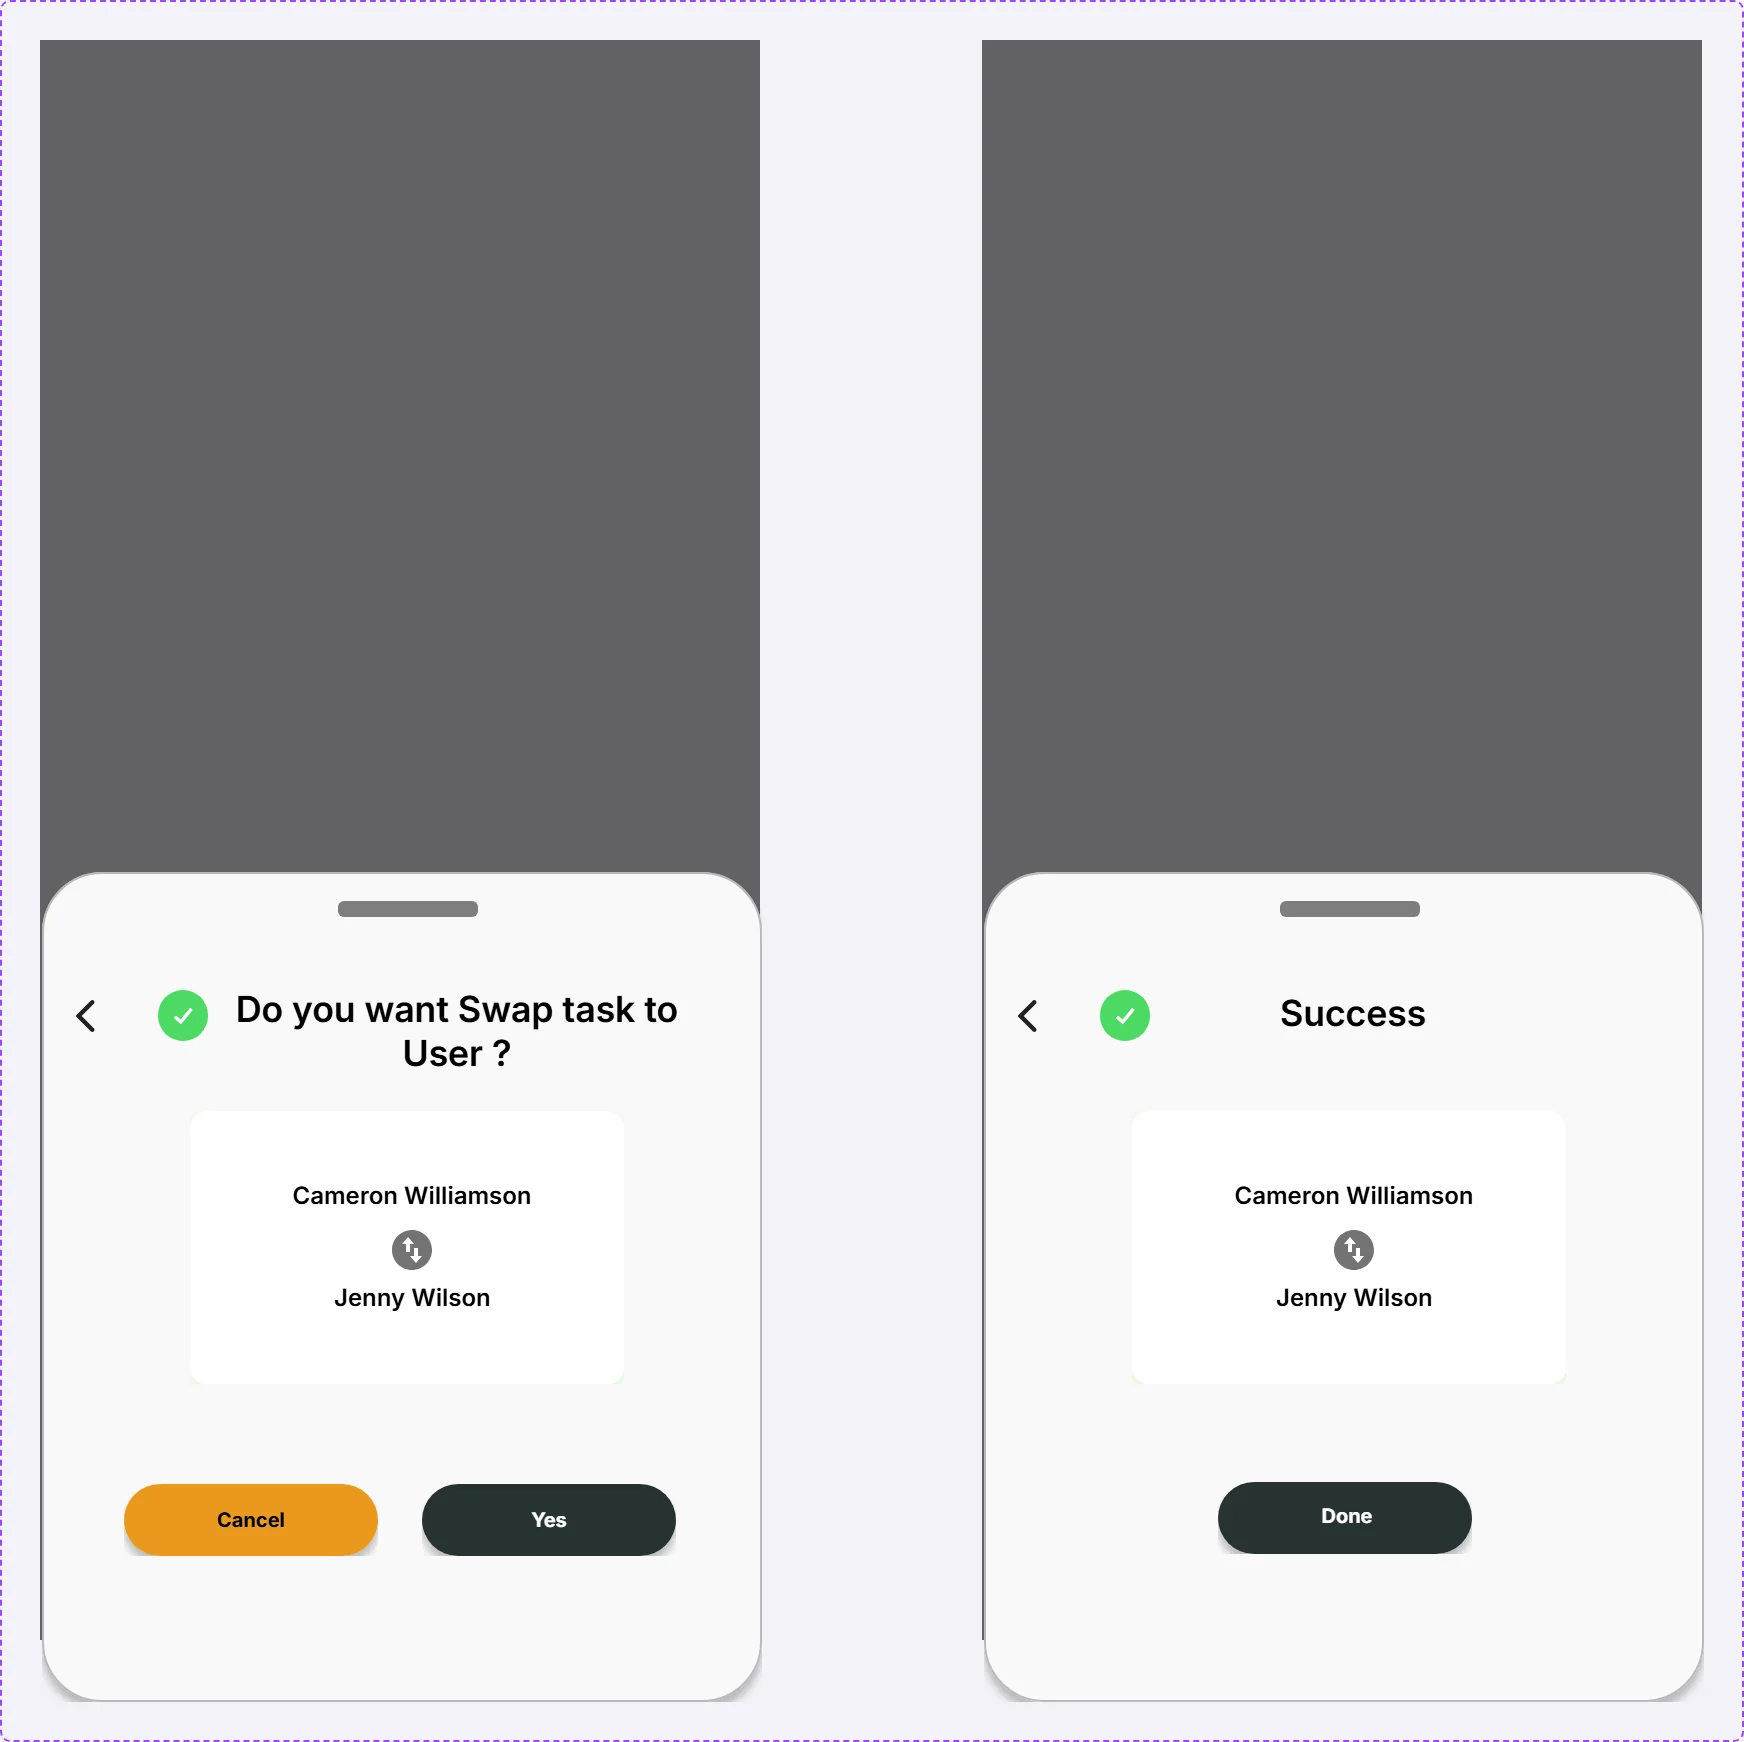 Do you want Swap task to
User ?
Cameron Williamson
Jenny Wilson
Cancel
Yes
Success
Cameron Williamson
Jenny Wilson
Done